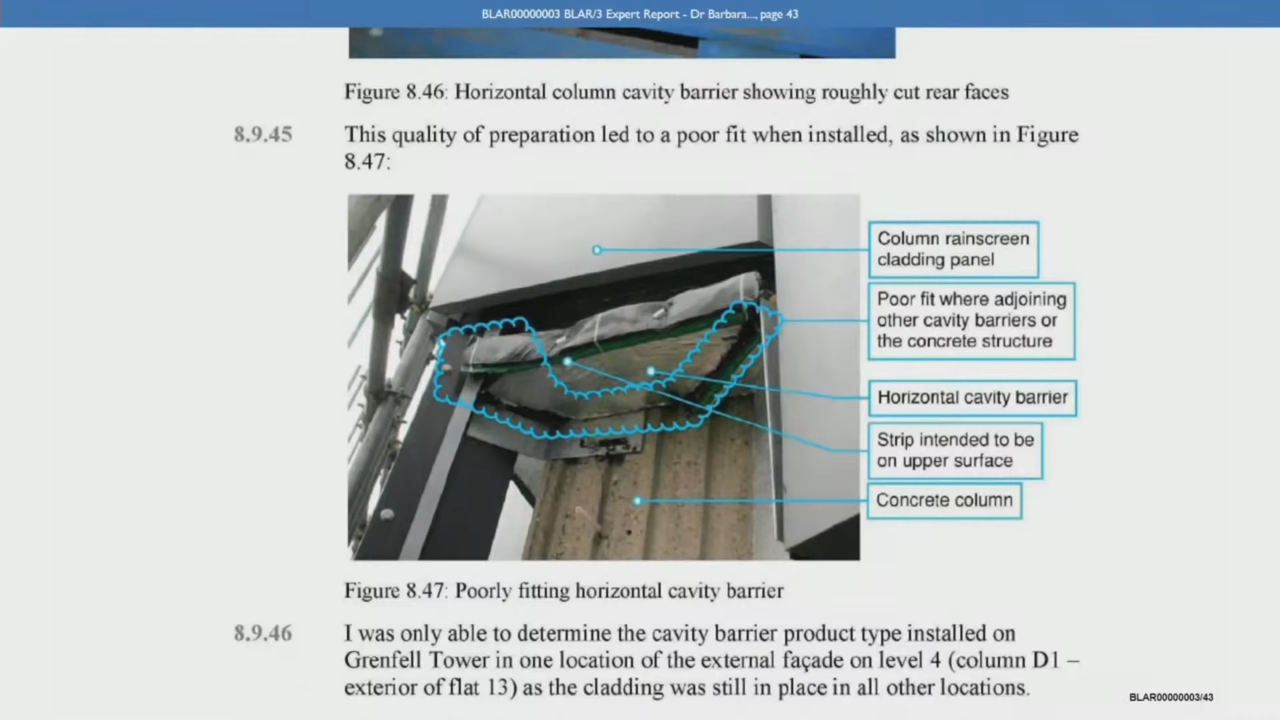 BLAR00000003 BLAR/3 Expert Report - Dr Barbara..., page 43
Figure 8.46: Horizontal column cavity barrier showing roughly cut rear faces
8.9.45 This quality of preparation led to a poor fit when installed, as shown in Figure
8.47:
Column rainscreen
cladding panel
Poor fit where adjoining
other cavity barriers or
the concrete structure
Horizontal cavity barrier
Strip intended to be
on upper surface
Concrete column
Figure 8.47: Poorly fitting horizontal cavity barrier
8.9.46 I was only able to determine the cavity barrier product type installed on
Grenfell Tower in one location of the external façade on level 4 (column D1 –
exterior of flat 13) as the cladding was still in place in all other locations.
BLAR00000003/43